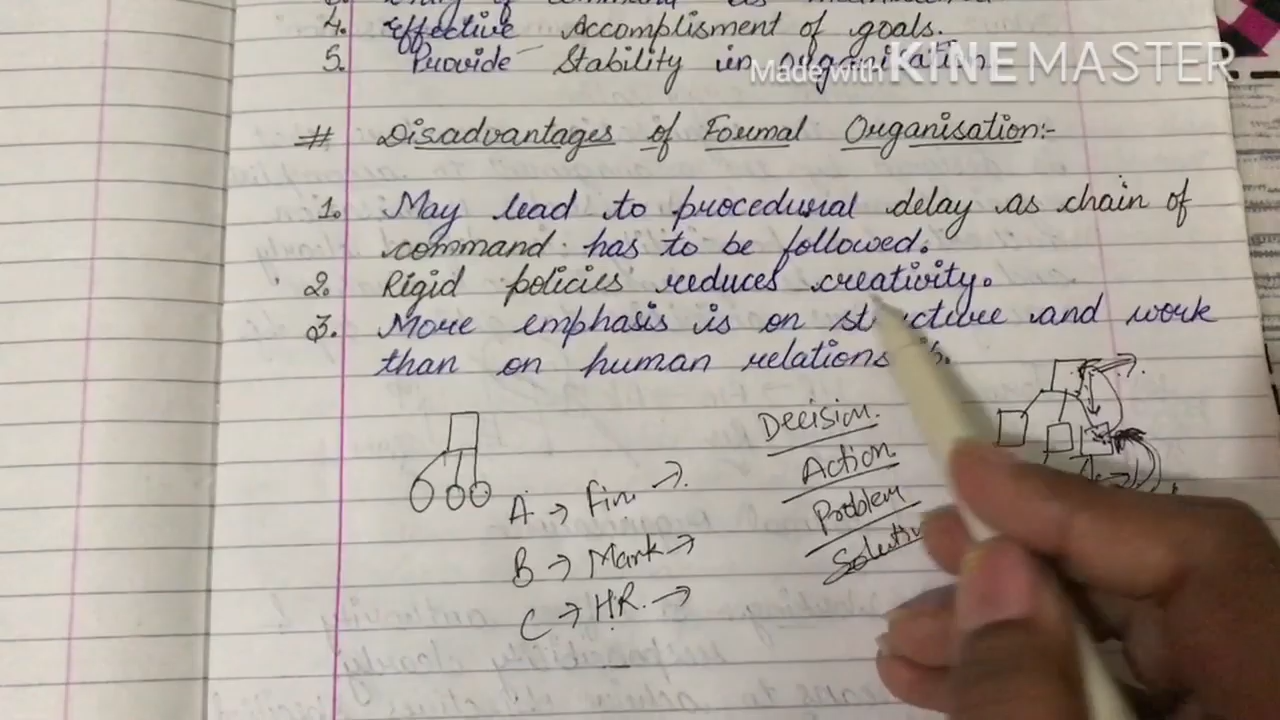 4. Effective Accomplisment of goals.
5. Provide Stability in organisation.
Made with KINEMASTER
# Disadvantages of Formal Organisation:-
1. May lead to procedural delay as chain of
command has to be followed.
2. Rigid policies reduces creativity.
3. More emphasis is on structure and work
than on human
Decision.
Action
Problem
A → Fin →
B → Mark →
C → HR. →